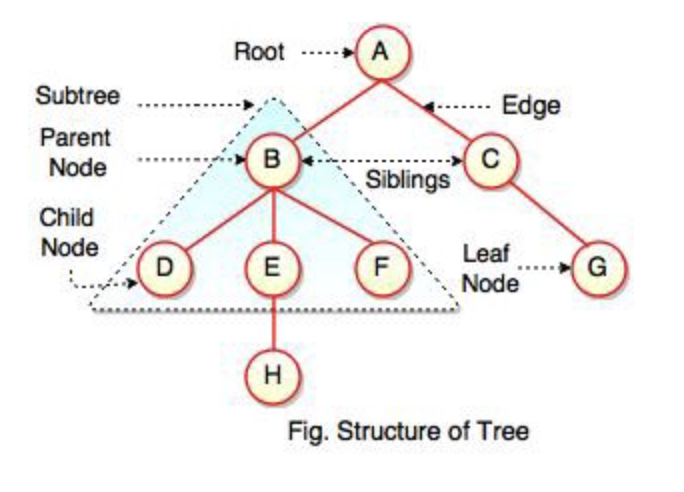 Root
A
Subtree
Edge
Parent
Node
B
C
Siblings
Child
Node
D
E
F
Leaf
Node
G
H
Fig. Structure of Tree